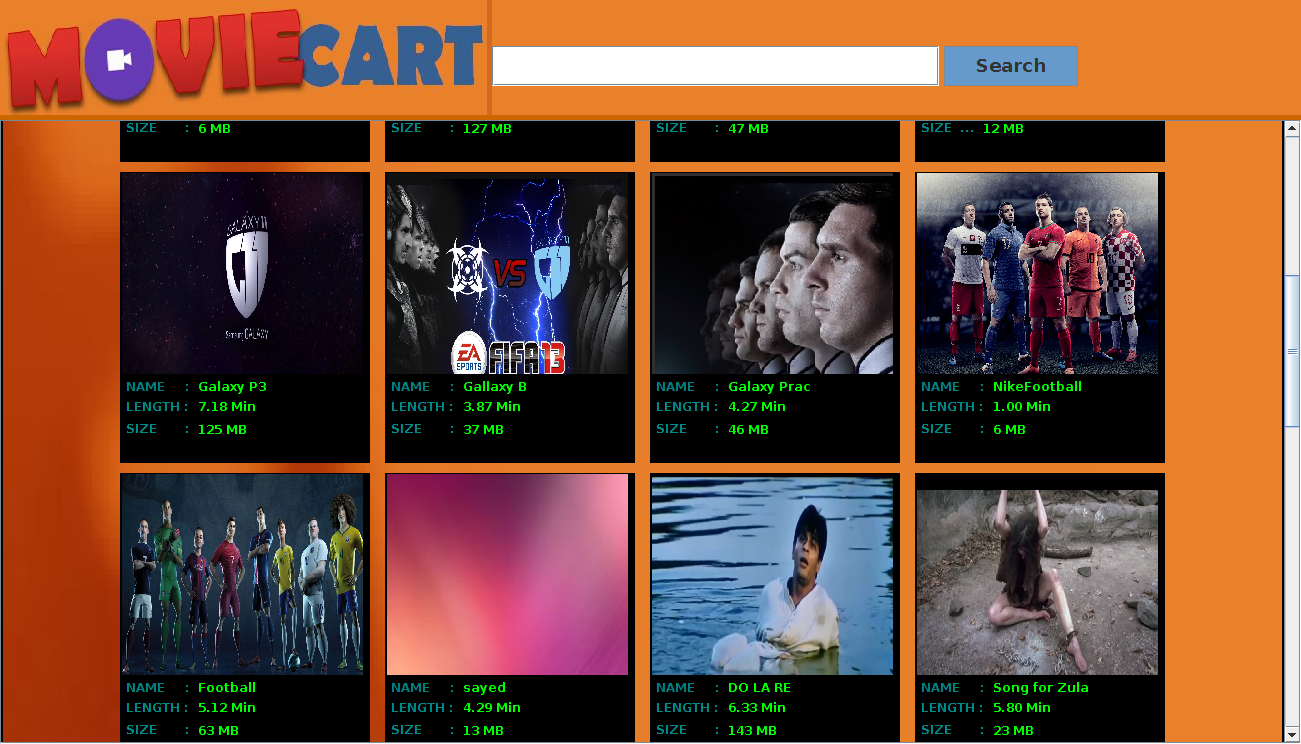 MOVIECART
Search
SIZE : 6 MB
SIZE : 127 MB
SIZE : 47 MB
SIZE ... 12 MB
GALAXY 11
Samsung GALAXY
VS
EA
SPORTS
FIFA 13
NAME : Galaxy P3
LENGTH : 7.18 Min
SIZE : 125 MB
NAME : Gallaxy B
LENGTH : 3.87 Min
SIZE : 37 MB
NAME : Galaxy Prac
LENGTH : 4.27 Min
SIZE : 46 MB
NAME : NikeFootball
LENGTH : 1.00 Min
SIZE : 6 MB
NAME : Football
LENGTH : 5.12 Min
SIZE : 63 MB
NAME : sayed
LENGTH : 4.29 Min
SIZE : 13 MB
NAME : DO LA RE
LENGTH : 6.33 Min
SIZE : 143 MB
NAME : Song for Zula
LENGTH : 5.80 Min
SIZE : 23 MB